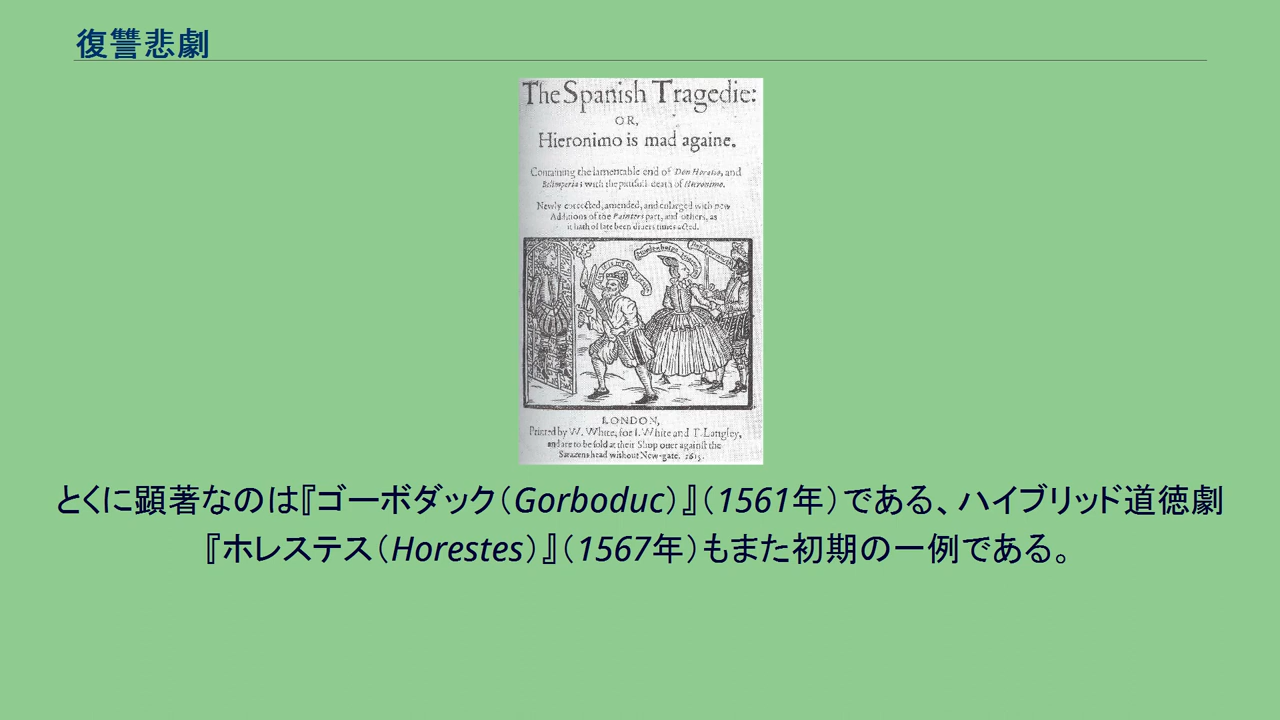 復讐悲劇
The Spanish Tragedie:
OR,
Hieronimo is mad againe.
Containing the lamentable end of Don Horatio, and
Belimperia; with the pittifull death of Hieronimo.
Newly corrected, amended, and enlarged with new
Additions of the Painters part, and others, as
it hath of late been divers times acted.
LONDON,
Printed by W. White, for I. White and T. Langley,
and are to be sold at their Shop over against the
Sarazens head without New-gate. 1615.
とくに顕著なのは『ゴーボダック（Gorboduc）』（1561年）である、ハイブリッド道徳劇
『ホレステス（Horestes）』（1567年）もまた初期の一例である。